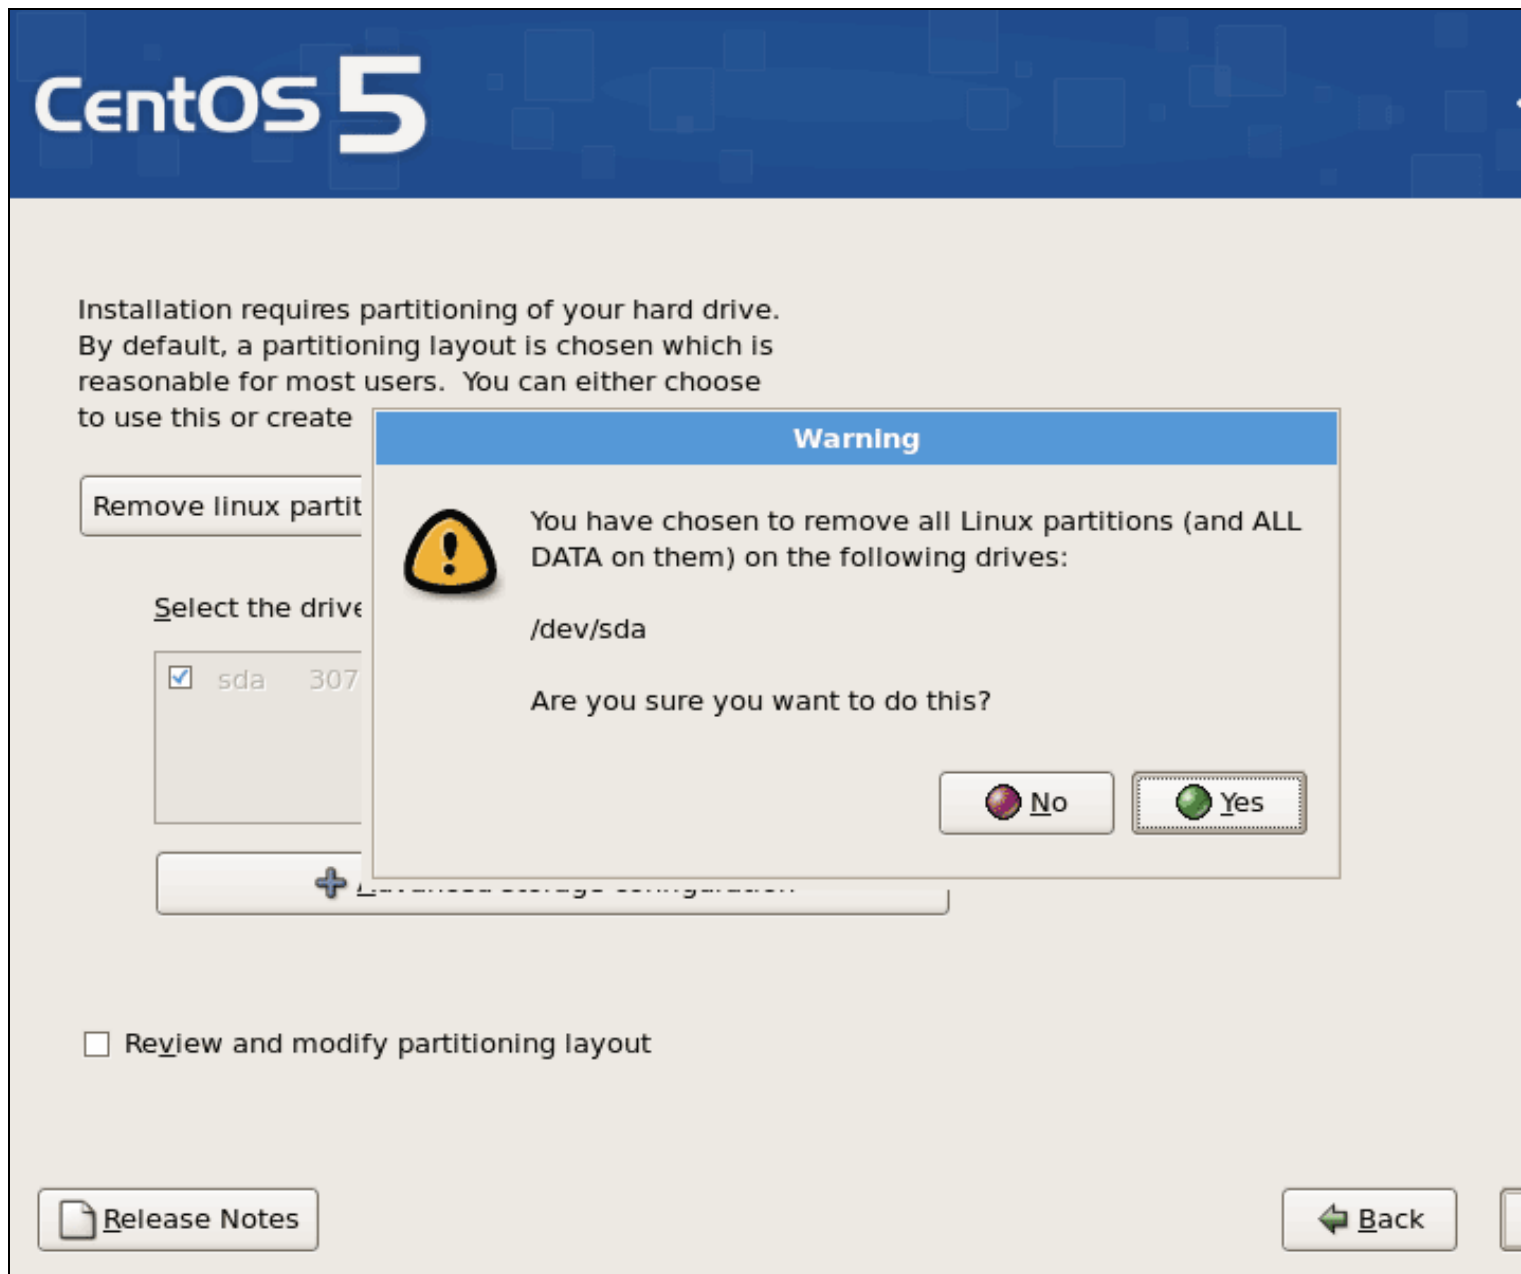 CentOS 5
Installation requires partitioning of your hard drive.
By default, a partitioning layout is chosen which is
reasonable for most users.  You can either choose
to use this or create
Remove linux partit
Warning
You have chosen to remove all Linux partitions (and ALL
DATA on them) on the following drives:
/dev/sda
Are you sure you want to do this?
No
Yes
Select the drive
sda 307
Advanced storage configuration
Review and modify partitioning layout
Release Notes
Back